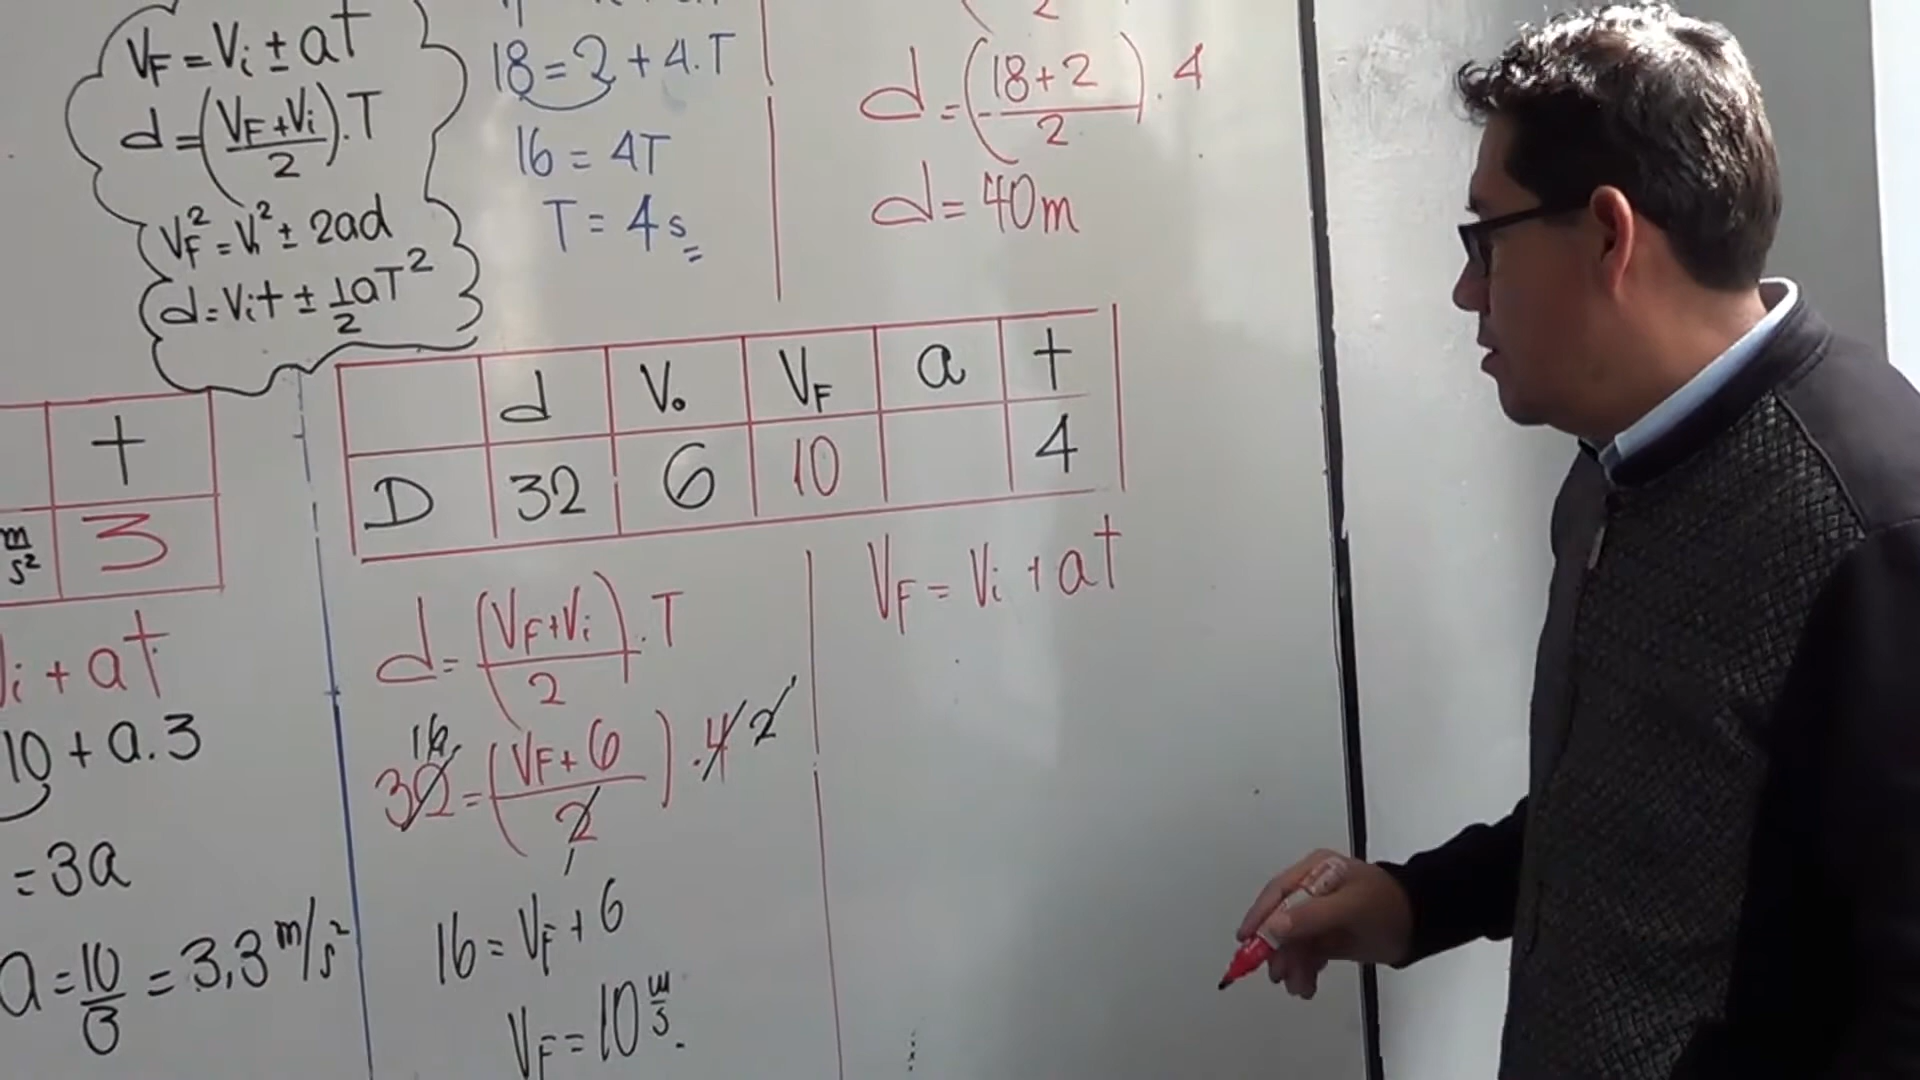 VF = Vi ± aT
d = (VF + Vi / 2) . T
VF² = Vi² ± 2ad
d = Vit ± 1/2 aT²
18 = 2 + 4.T
16 = 4T
T = 4s
d = (18 + 2 / 2) . 4
d = 40m
t
m/s² 3
i + at
10 + a.3
= 3a
a = 10/3 = 3,3 m/s²
d V₀ VF a t
D 32 6 10 4
d = (VF + Vi / 2) . T
16
32 = (VF + 6 / 2) . 4 2
1
16 = VF + 6
VF = 10 m/s.
VF = Vi + at